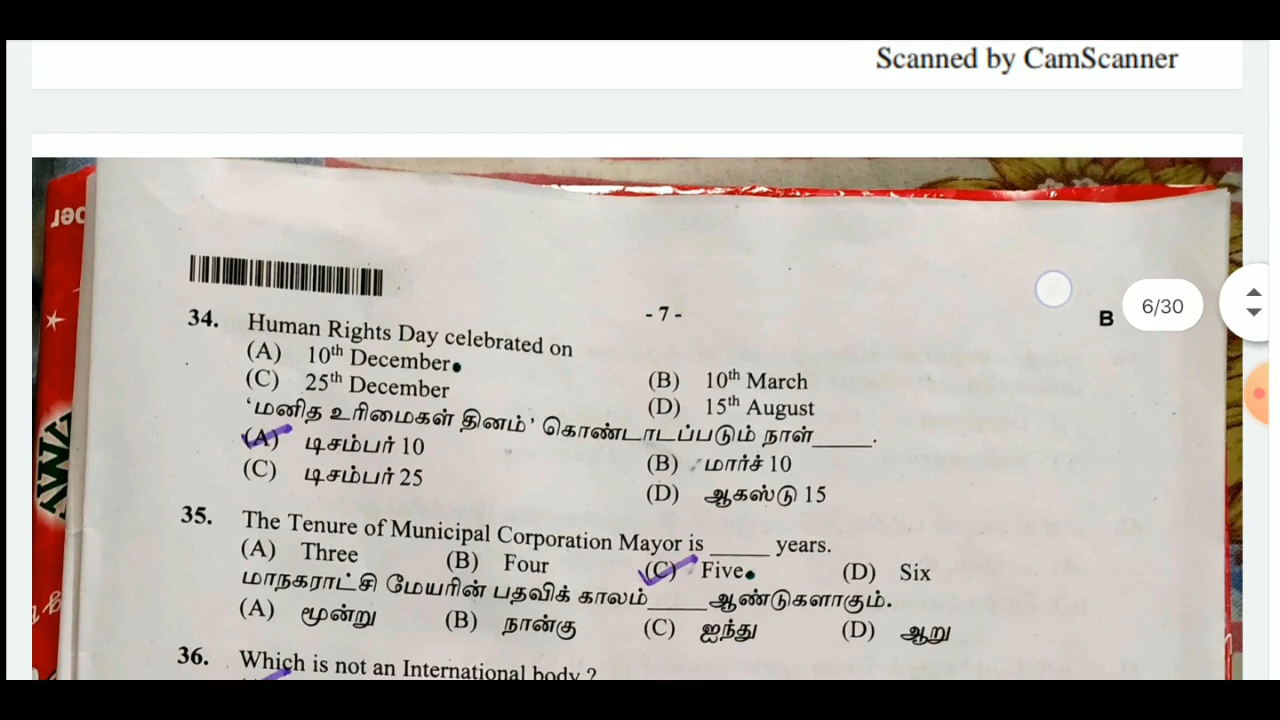 Scanned by CamScanner
- 7 -
B
6/30
34. Human Rights Day celebrated on
(A) 10th December
(B) 10th March
(C) 25th December
(D) 15th August
'மனித உரிமைகள் தினம்' கொண்டாடப்படும் நாள்_____.
(A) டிசம்பர் 10
(B) மார்ச் 10
(C) டிசம்பர் 25
(D) ஆகஸ்டு 15
35. The Tenure of Municipal Corporation Mayor is _____ years.
(A) Three (B) Four (C) Five (D) Six
மாநகராட்சி மேயரின் பதவிக் காலம்_____ஆண்டுகளாகும்.
(A) மூன்று (B) நான்கு (C) ஐந்து (D) ஆறு
36. Which is not an International body ?